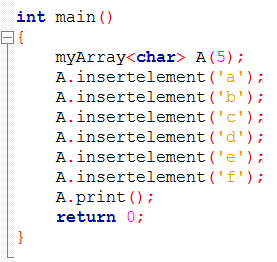 int main()
{
myArray<char> A(5);
A.insertelement('a');
A.insertelement('b');
A.insertelement('c');
A.insertelement('d');
A.insertelement('e');
A.insertelement('f');
A.print();
return 0;
}